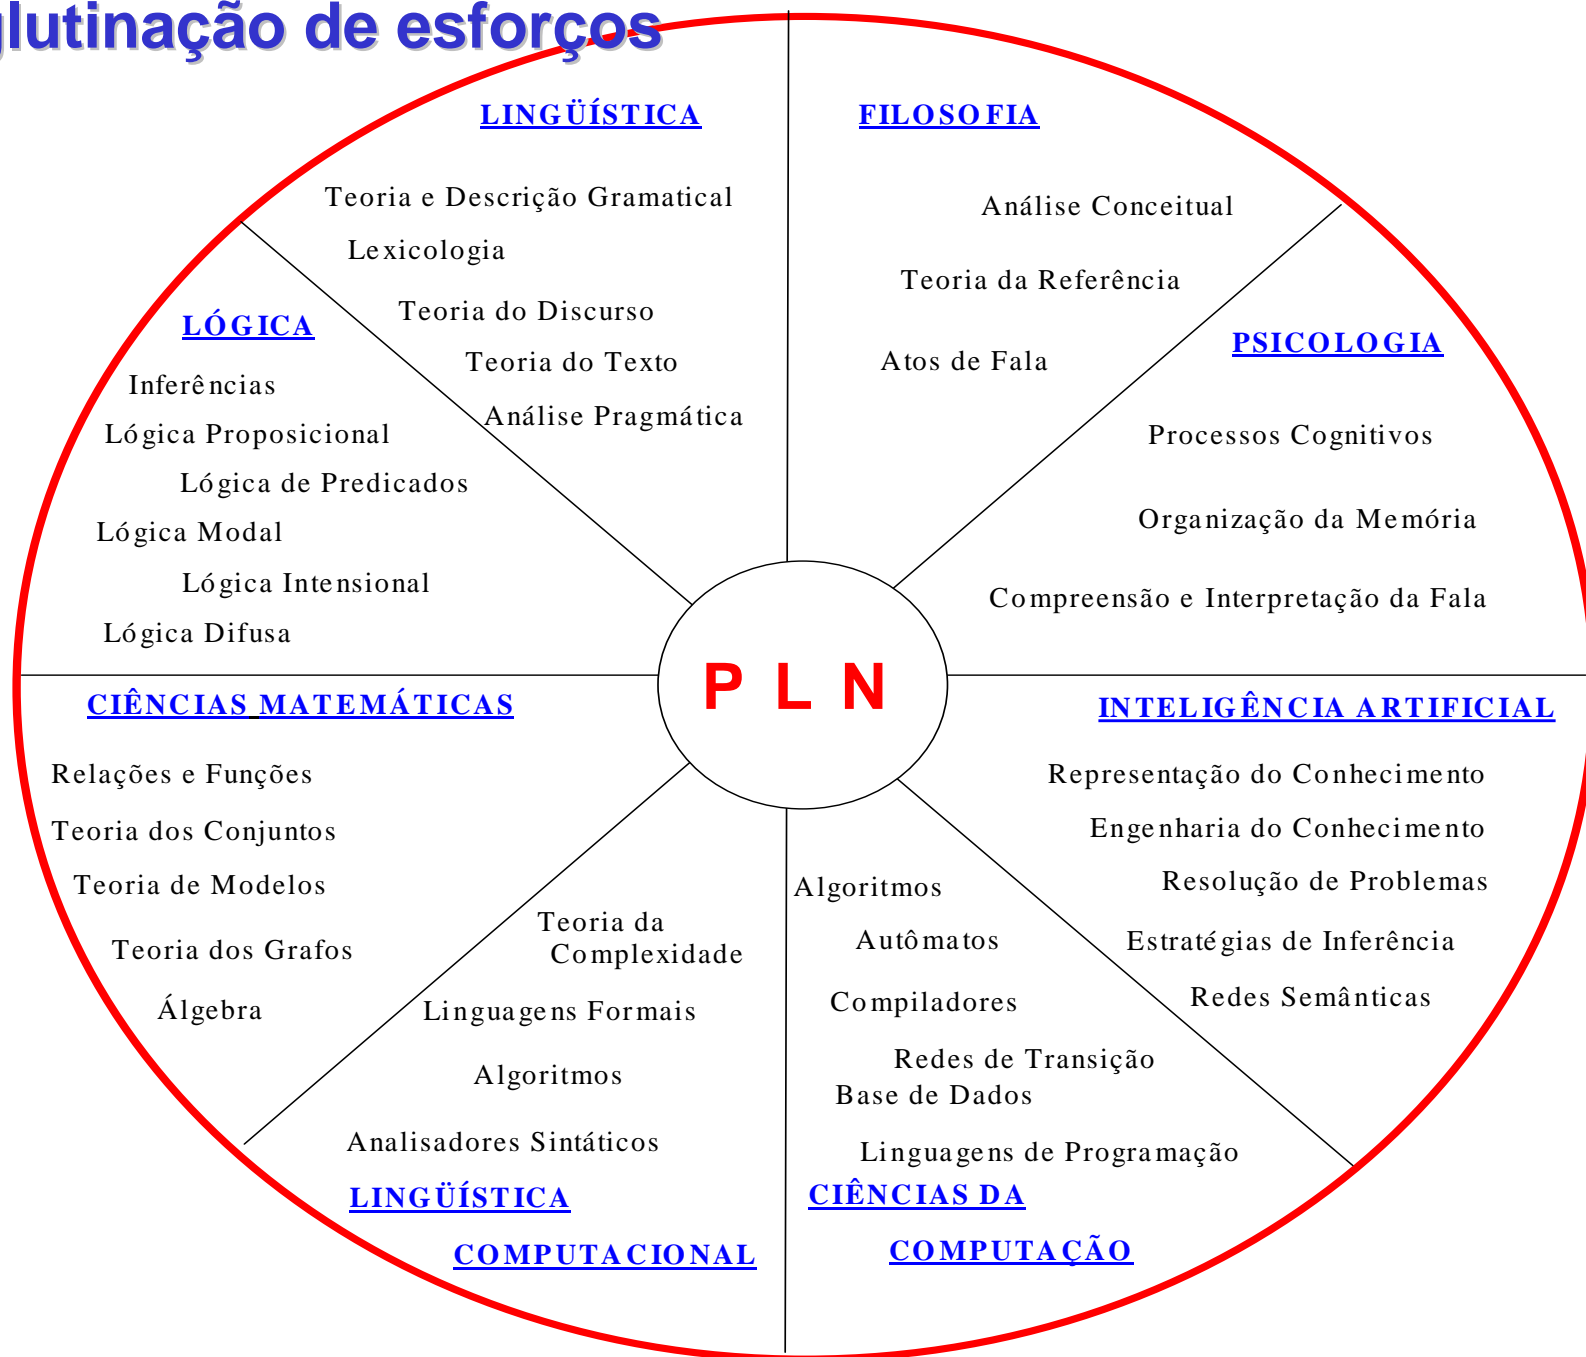 glutinação de esforços
LINGÜÍSTICA
Teoria e Descrição Gramatical
Lexicologia
Teoria do Discurso
Teoria do Texto
Análise Pragmática
FILOSOFIA
Análise Conceitual
Teoria da Referência
Atos de Fala
LÓGICA
Inferências
Lógica Proposicional
Lógica de Predicados
Lógica Modal
Lógica Intensional
Lógica Difusa
PSICOLOGIA
Processos Cognitivos
Organização da Memória
Compreensão e Interpretação da Fala
P L N
CIÊNCIAS MATEMÁTICAS
Relações e Funções
Teoria dos Conjuntos
Teoria de Modelos
Teoria dos Grafos
Álgebra
INTELIGÊNCIA ARTIFICIAL
Representação do Conhecimento
Engenharia do Conhecimento
Resolução de Problemas
Estratégias de Inferência
Redes Semânticas
Teoria da
Complexidade
Linguagens Formais
Algoritmos
Analisadores Sintáticos
LINGÜÍSTICA
COMPUTACIONAL
Algoritmos
Autômatos
Compiladores
Redes de Transição
Base de Dados
Linguagens de Programação
CIÊNCIAS DA
COMPUTAÇÃO